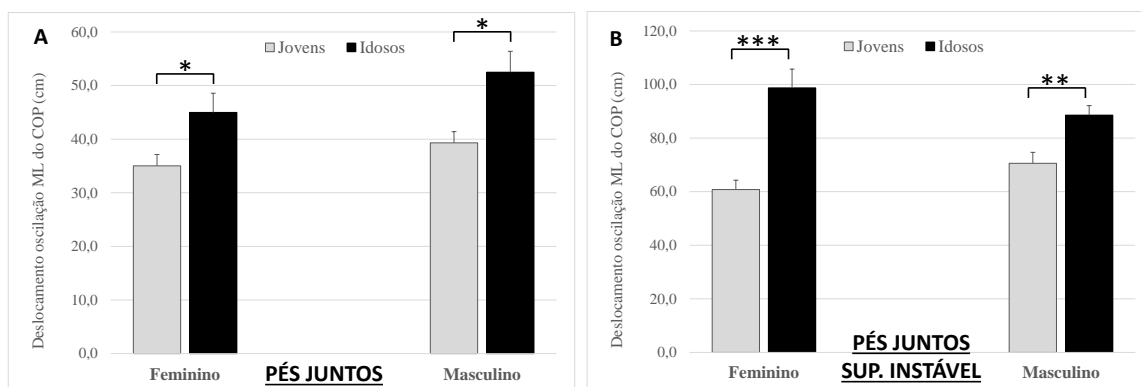 A
Jovens Idosos
*
*
Deslocamento oscilação ML do COP (cm)
60,0
50,0
40,0
30,0
20,0
10,0
0,0
Feminino
PÉS JUNTOS
Masculino
B
Jovens Idosos
***
**
Deslocamento oscilação ML do COP (cm)
120,0
100,0
80,0
60,0
40,0
20,0
0,0
Feminino
PÉS JUNTOS
SUP. INSTÁVEL
Masculino